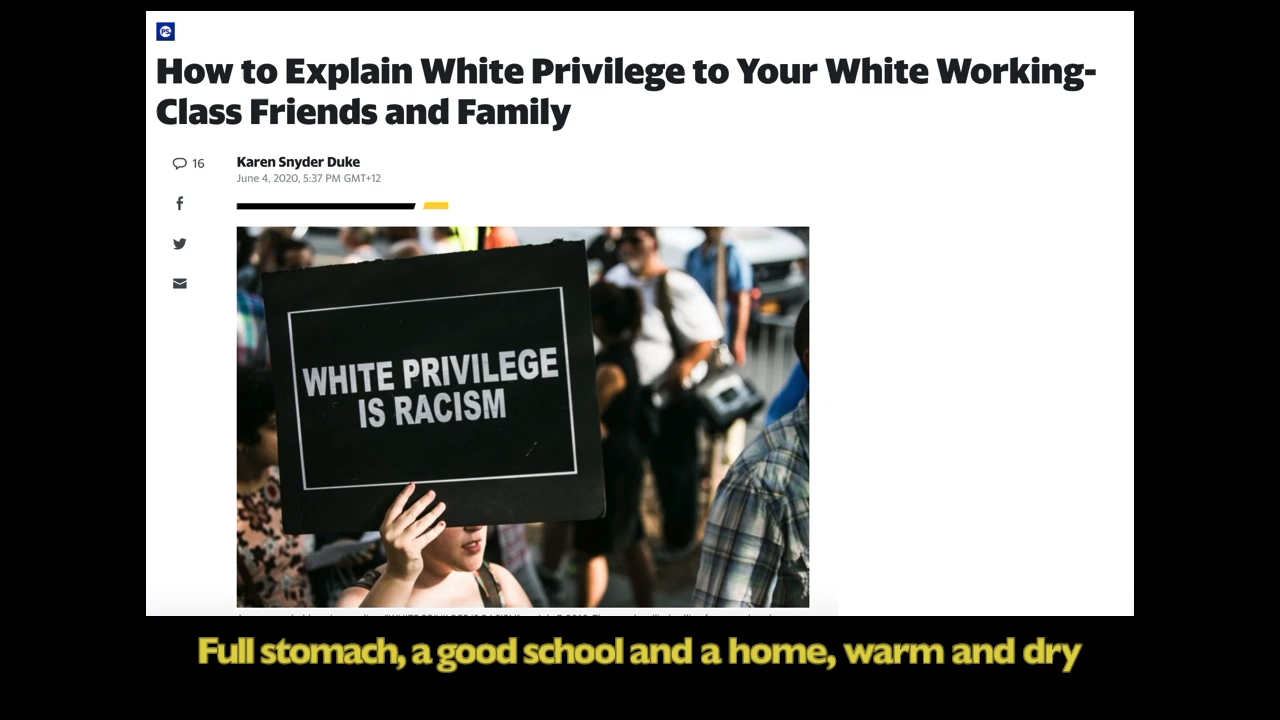 PS
How to Explain White Privilege to Your White Working-
Class Friends and Family
16
Karen Snyder Duke
June 4, 2020, 5:37 PM GMT+12
WHITE PRIVILEGE
IS RACISM
Full stomach, a good school and a home, warm and dry